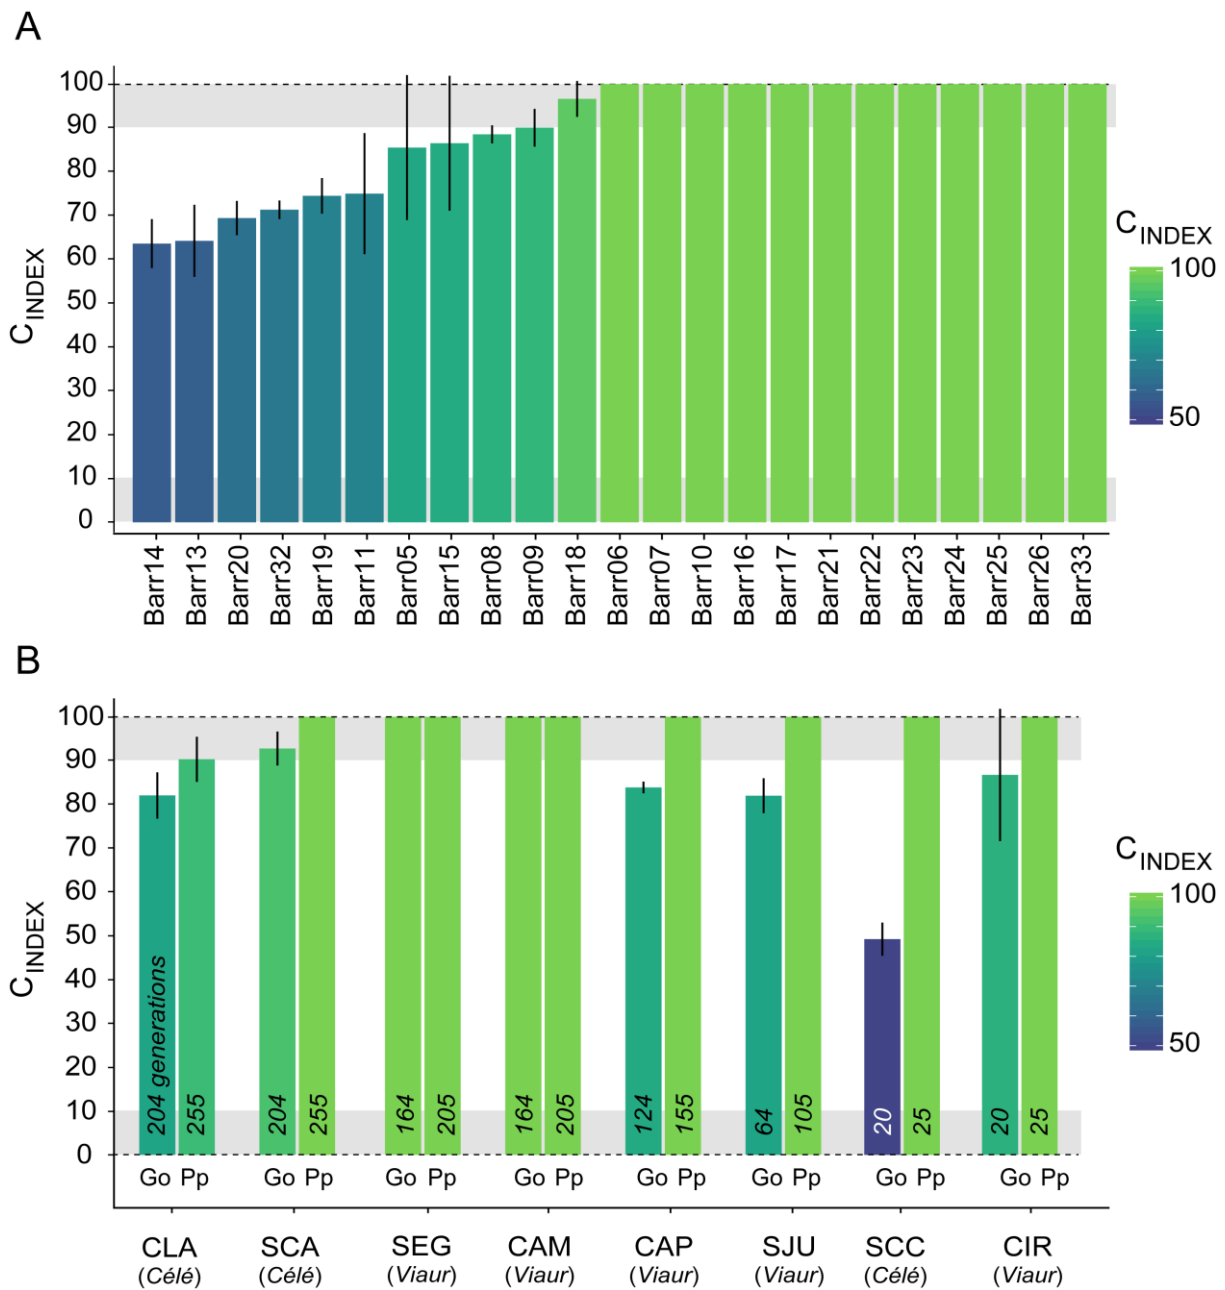 A
100
90
80
70
60
50
40
30
20
10
0
C INDEX
Barr14
Barr13
Barr20
Barr32
Barr19
Barr11
Barr05
Barr15
Barr08
Barr09
Barr18
Barr06
Barr07
Barr10
Barr16
Barr17
Barr21
Barr22
Barr23
Barr24
Barr25
Barr26
Barr33
C INDEX
100
50
B
100
90
80
70
60
50
40
30
20
10
0
C INDEX
204 generations
255
204
255
164
205
164
205
124
155
64
105
20
25
20
25
Go Pp
Go Pp
Go Pp
Go Pp
Go Pp
Go Pp
Go Pp
Go Pp
CLA
(Célé)
SCA
(Célé)
SEG
(Viaur)
CAM
(Viaur)
CAP
(Viaur)
SJU
(Viaur)
SCC
(Célé)
CIR
(Viaur)
C INDEX
100
50